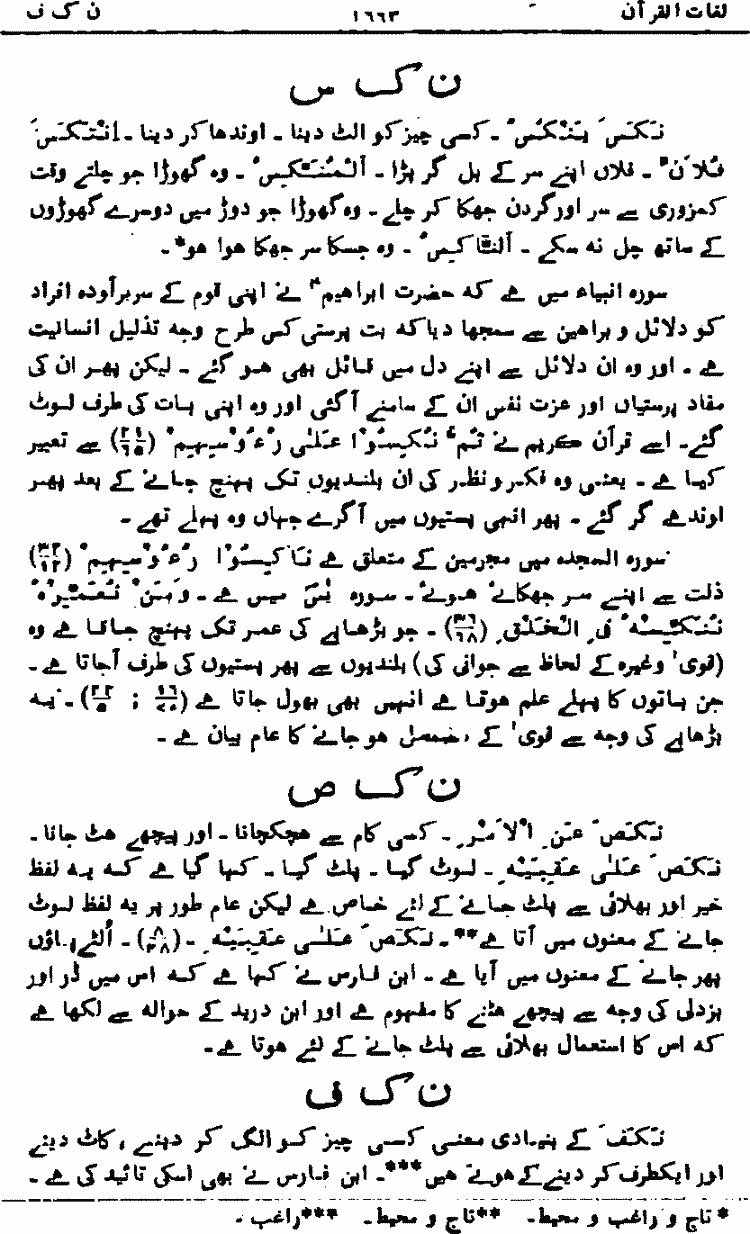 لغات القرآن ۱۶۶۳ ن ک ف
ن ک س
نَکَسَ یَنْکُسُ ۔ کسی چیز کو الٹ دینا ۔ اوندھا کر دینا ۔ اِنْتَکَسَ
فُلَانٌ ۔ فلاں اپنے سر کے بل گر پڑا ۔ اَلْمُنَکِّسُ ۔ وہ گھوڑا جو چلتے وقت
کمزوری سے سر اور گردن جھکا کر چلے ۔ وہ گھوڑا جو دوڑ میں دوسرے گھوڑوں
کے ساتھ چل نہ سکے ۔ اَلنَّاکِسُ ۔ وہ جسکا سر جھکا ہوا ہو* ۔
سورہ انبیاء میں ہے کہ حضرت ابراھیم ؑ نے اپنی قوم کے سربرآودہ افراد
کو دلائل و براھین سے سمجھا دیا کہ بت پرستی کس طرح وجہ تذلیل انسانیت
ہے ۔ اور وہ ان دلائل سے اپنے دل میں قائل بھی ہو گئے ۔ لیکن پھر ان کی
مفاد پرستیاں اور عزت نفس ان کے سامنے آ گئی اور وہ اپنی بات کی طرف لوٹ
گئے ۔ اسے قرآن کریم نے ثُمَّ نُکِسُوْا عَلٰی رُءُوْسِہِمْ (۲۱/۶۵) سے تعبیر
کیا ہے ۔ یعنی وہ فکر و نظر کی ان بلندیوں تک پہنچ جانے کے بعد پھر
اوندھے گر گئے ۔ پھر انہی پستیوں میں آ گرے جہاں وہ پہلے تھے ۔
سورہ السجدہ میں مجرمین کے متعلق ہے نَاکِسُوْا رُءُوْسِہِمْ (۳۲/۱۲)
ذلت سے اپنے سر جھکائے ہوئے ۔ سورہ یٰسٓ میں ہے ۔ وَمَنْ نُعَمِّرْہُ
نُنَکِّسْہُ فِی الْخَلْقِ (۳۶/۶۸) ۔ جو بڑھاپے کی عمر تک پہنچ جاتا ہے وہ
(قویٰ وغیرہ کے لحاظ سے جوانی کی) بلندیوں سے پھر پستیوں کی طرف آجاتا ہے ۔
جن باتوں کا پہلے علم ہوتا ہے انہیں بھی بھول جاتا ہے (۱۶/۷۰ ; ۲۲/۵) ۔ یہ
بڑھاپے کی وجہ سے قویٰ کے مضمحل ہو جانے کا عام بیان ہے ۔
ن ک ص
نَکَصَ عَنِ الْاَمْرِ ۔ کسی کام سے ہچکچانا ۔ اور پیچھے ہٹ جانا ۔
نَکَصَ عَلٰی عَقِبَیْہِ ۔ لوٹ گیا ۔ پلٹ گیا ۔ کہا گیا ہے کہ یہ لفظ
خیر اور بھلائی سے پلٹ جانے کے لئے خاص ہے لیکن عام طور پر یہ لفظ لوٹ
جانے کے معنوں میں آتا ہے** ۔ نَکَصَ عَلٰی عَقِبَیْہِ ۔ (۸/۴۸) ۔ اُلٹے پاؤں
پھر جانے کے معنوں میں آیا ہے ۔ ابن فارس نے کہا ہے کہ اس میں ڈر اور
بزدلی کی وجہ سے پیچھے ہٹنے کا مفہوم ہے اور ابن درید کے حوالہ سے لکھا ہے
کہ اس کا استعمال بھلائی سے پلٹ جانے کے لئے ہوتا ہے ۔
ن ک ف
نَکَفَ کے بنیادی معنی کسی چیز کو الگ کر دینے ، کاٹ دینے
اور ایکطرف کر دینے کے ہوتے ہیں*** ۔ ابن فارس نے بھی اسکی تائید کی ہے ۔
* تاج و راغب و محیط ۔ ** تاج و محیط ۔ *** راغب ۔